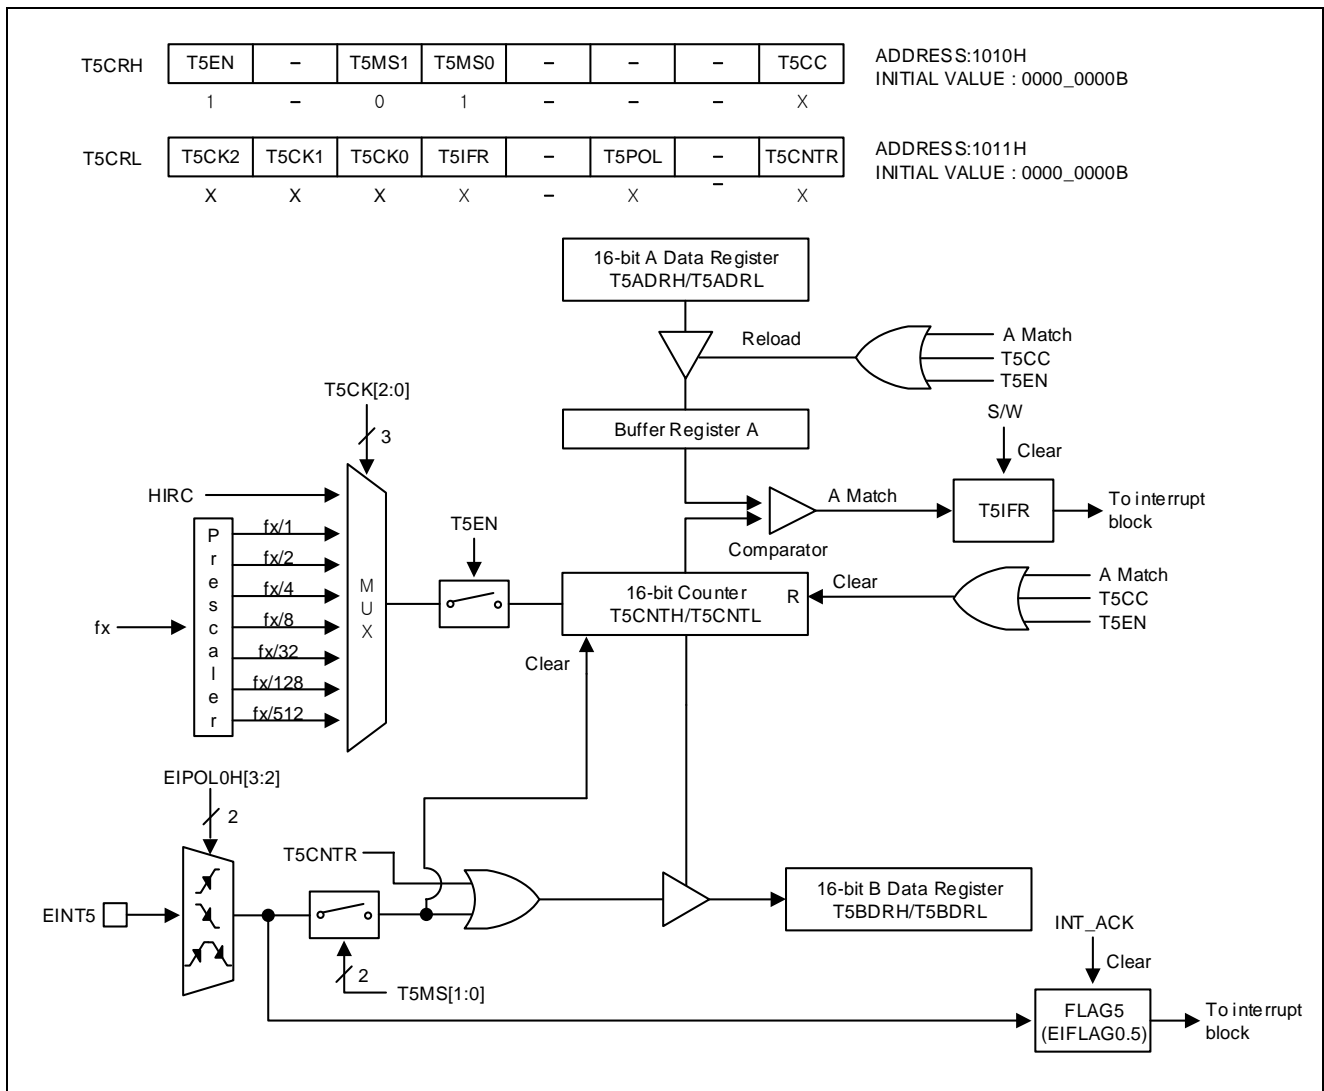 T5CRH T5EN – T5MS1 T5MS0 – – – T5CC
1 – 0 1 – – – X
ADDRESS:1010H
INITIAL VALUE : 0000_0000B
T5CRL T5CK2 T5CK1 T5CK0 T5IFR – T5POL – T5CNTR
X X X X – X – X
ADDRESS:1011H
INITIAL VALUE : 0000_0000B
16-bit A Data Register
T5ADRH/T5ADRL
Reload
A Match
T5CC
T5EN
T5CK[2:0]
3
Buffer Register A
S/W
Clear
HIRC
A Match
T5IFR
To interrupt
block
Comparator
fx
Prescaler
fx/1
fx/2
fx/4
fx/8
fx/32
fx/128
fx/512
MUX
T5EN
16-bit Counter
T5CNTH/T5CNTL
R
Clear
A Match
T5CC
T5EN
Clear
EIPOL0H[3:2]
2
T5CNTR
EINT5
2
T5MS[1:0]
16-bit B Data Register
T5BDRH/T5BDRL
INT_ACK
Clear
FLAG5
(EIFLAG0.5)
To interrupt
block